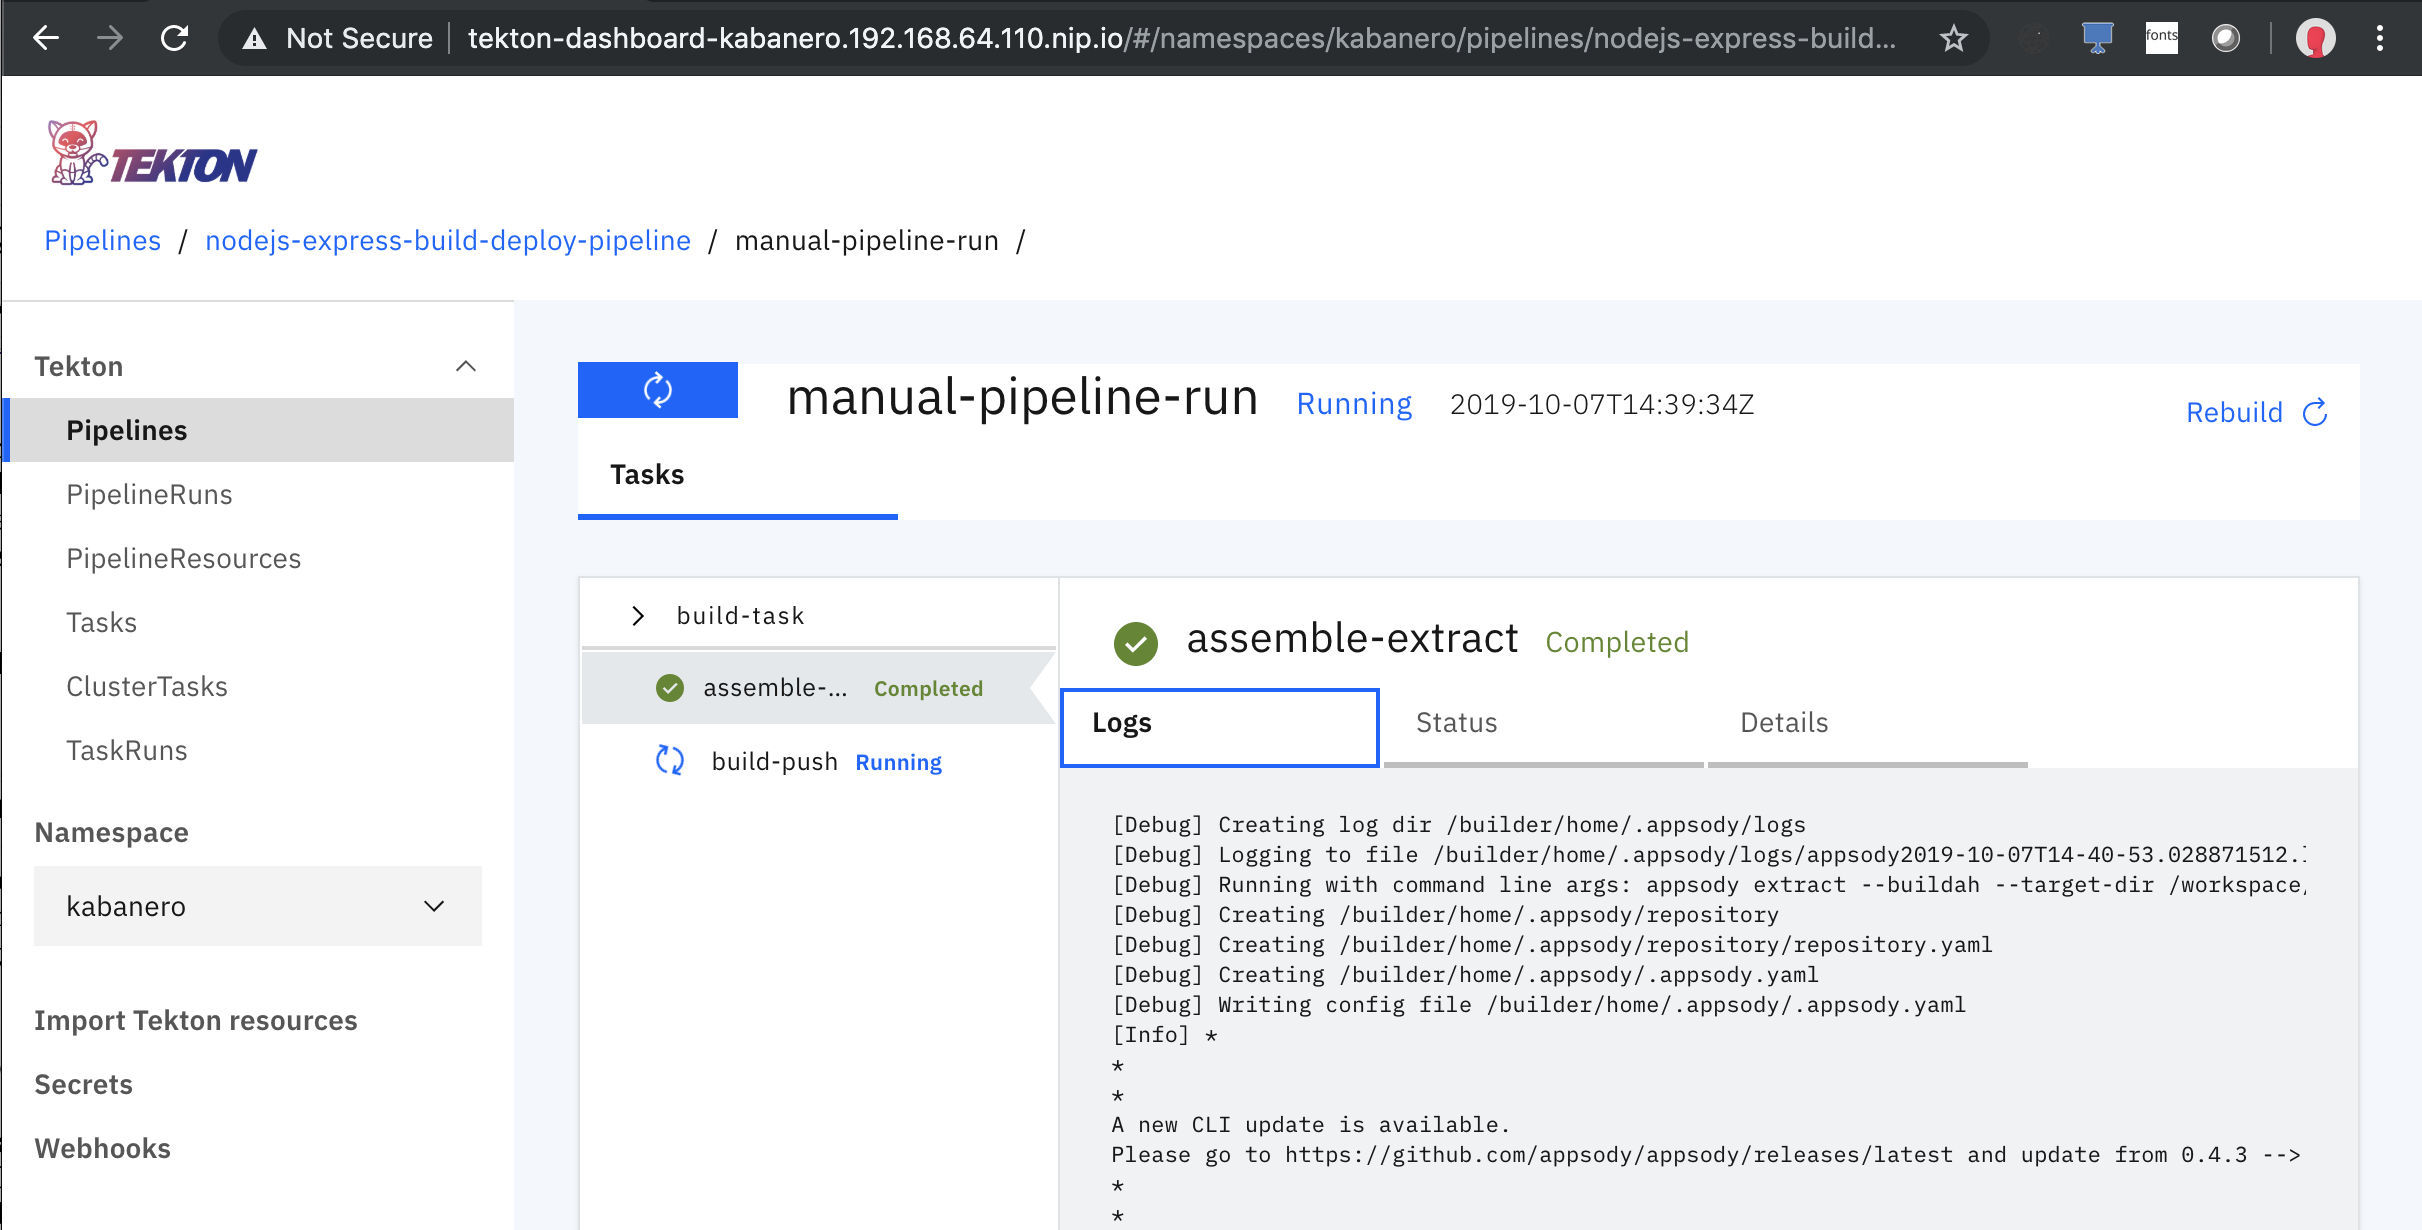 Not Secure
tekton-dashboard-kabanero.192.168.64.110.nip.io/#/namespaces/kabanero/pipelines/nodejs-express-build...
fonts
TEKTON
Pipelines / nodejs-express-build-deploy-pipeline / manual-pipeline-run /
Tekton
Pipelines
PipelineRuns
PipelineResources
Tasks
ClusterTasks
TaskRuns
Namespace
kabanero
Import Tekton resources
Secrets
Webhooks
manual-pipeline-run Running 2019-10-07T14:39:34Z
Rebuild
Tasks
build-task
assemble-... Completed
build-push Running
assemble-extract Completed
Logs
Status
Details
[Debug] Creating log dir /builder/home/.appsody/logs
[Debug] Logging to file /builder/home/.appsody/logs/appsody2019-10-07T14-40-53.028871512.
[Debug] Running with command line args: appsody extract --buildah --target-dir /workspace/
[Debug] Creating /builder/home/.appsody/repository
[Debug] Creating /builder/home/.appsody/repository/repository.yaml
[Debug] Creating /builder/home/.appsody/.appsody.yaml
[Debug] Writing config file /builder/home/.appsody/.appsody.yaml
[Info] *
*
*
A new CLI update is available.
Please go to https://github.com/appsody/appsody/releases/latest and update from 0.4.3 -->
*
*